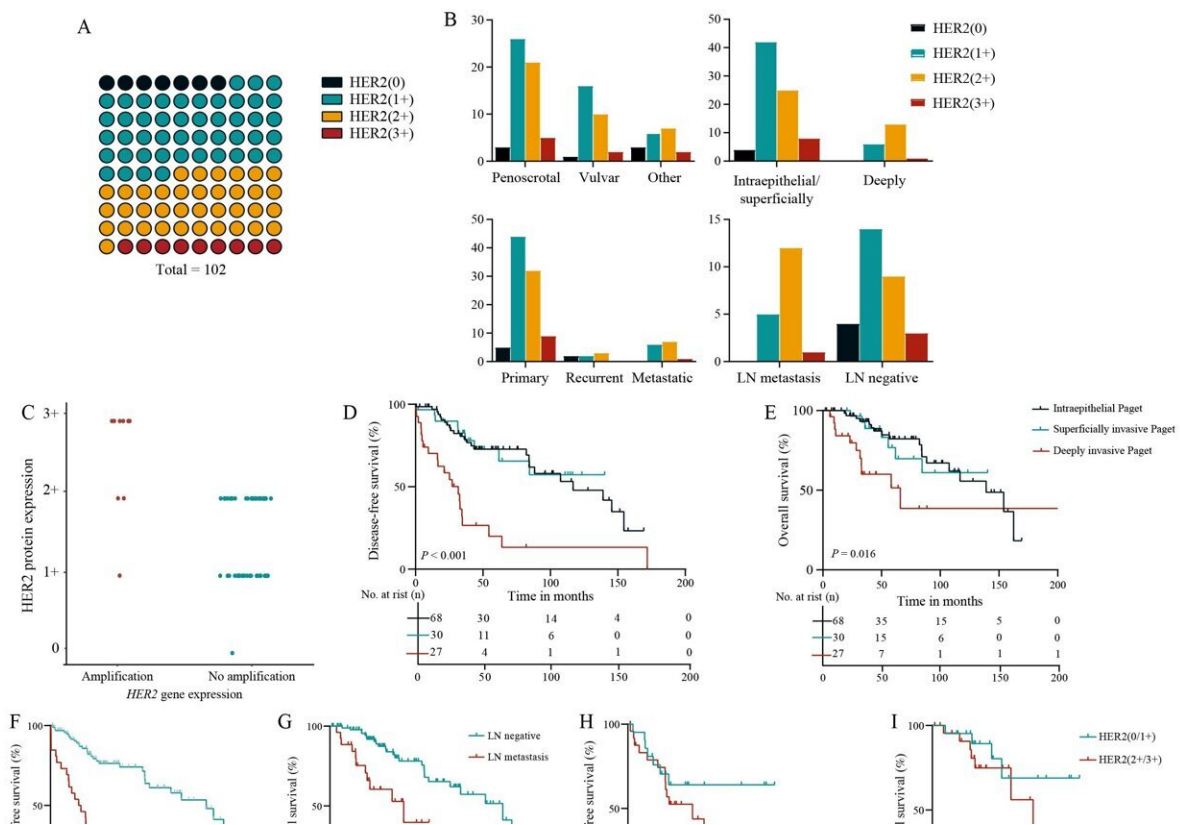 A
HER2(0)
HER2(1+)
HER2(2+)
HER2(3+)
Total = 102
B
30
20
10
0
Penoscrotal Vulvar Other
50
40
30
20
10
0
Intraepithelial/
superficially
Deeply
HER2(0)
HER2(1+)
HER2(2+)
HER2(3+)
50
40
30
20
10
0
Primary Recurrent Metastatic
15
10
5
0
LN metastasis LN negative
C
HER2 protein expression
3+
2+
1+
0
Amplification No amplification
HER2 gene expression
D
Disease-free survival (%)
100
50
0
P < 0.001
0 50 100 150 200
No. at rist (n)
Time in months
68 30 14 4 0
30 11 6 0 0
27 4 1 1 0
0 50 100 150 200
E
Overall survival (%)
100
50
0
P = 0.016
0 50 100 150 200
Intraepithelial Paget
Superficially invasive Paget
Deeply invasive Paget
No. at rist (n)
Time in months
68 35 15 5 0
30 15 6 0 0
27 7 1 1 1
0 50 100 150 200
F
free survival (%)
100
50
G
survival (%)
100
50
LN negative
LN metastasis
H
free survival (%)
100
50
I
survival (%)
100
50
HER2(0/1+)
HER2(2+/3+)